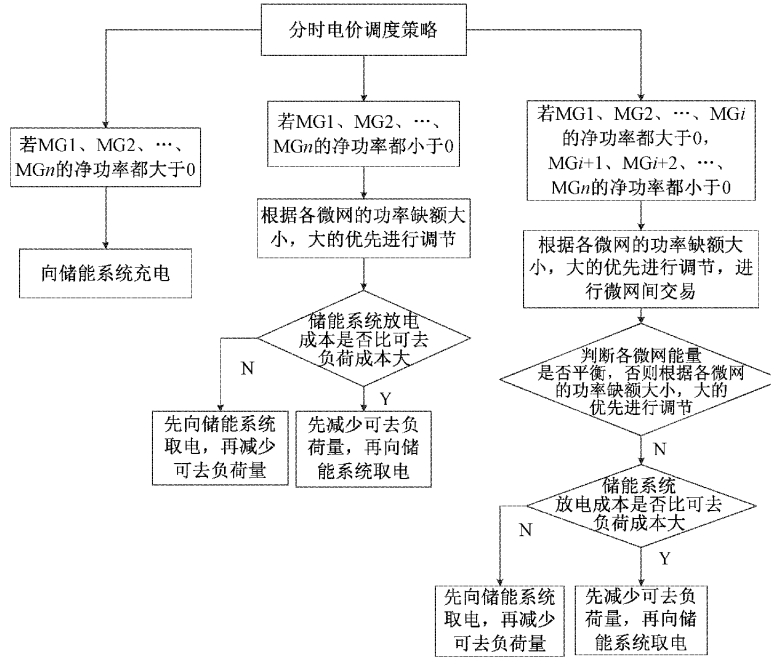 分时电价调度策略
若MG1、MG2、…、
MGn的净功率都大于0
向储能系统充电
若MG1、MG2、…、
MGn的净功率都小于0
根据各微网的功率缺额大
小，大的优先进行调节
储能系统放电
成本是否比可去
负荷成本大
N
Y
先向储能系统
取电，再减少
可去负荷量
先减少可去负
荷量，再向储
能系统取电
若MG1、MG2、…、MGi
的净功率都大于0，
MGi+1、MGi+2、…、
MGn的净功率都小于0
根据各微网的功率缺额大
小，大的优先进行调节，进
行微网间交易
判断各微网能量
是否平衡，否则根据各微网
的功率缺额大小，大的
优先进行调节
N
储能系统
放电成本是否比可去
负荷成本大
N
Y
先向储能系统
取电，再减少
可去负荷量
先减少可去负
荷量，再向储
能系统取电